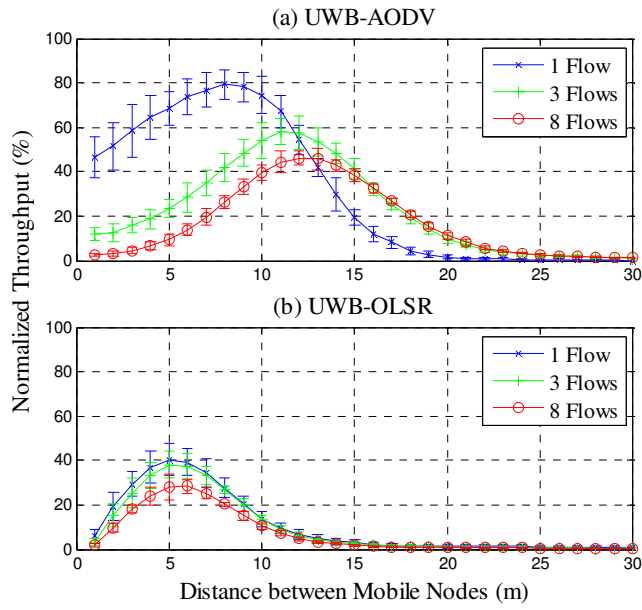 (a) UWB-AODV
100
80
60
40
20
0
0 5 10 15 20 25 30
1 Flow
3 Flows
8 Flows
Normalized Throughput (%)
(b) UWB-OLSR
100
80
60
40
20
0
0 5 10 15 20 25 30
1 Flow
3 Flows
8 Flows
Distance between Mobile Nodes (m)